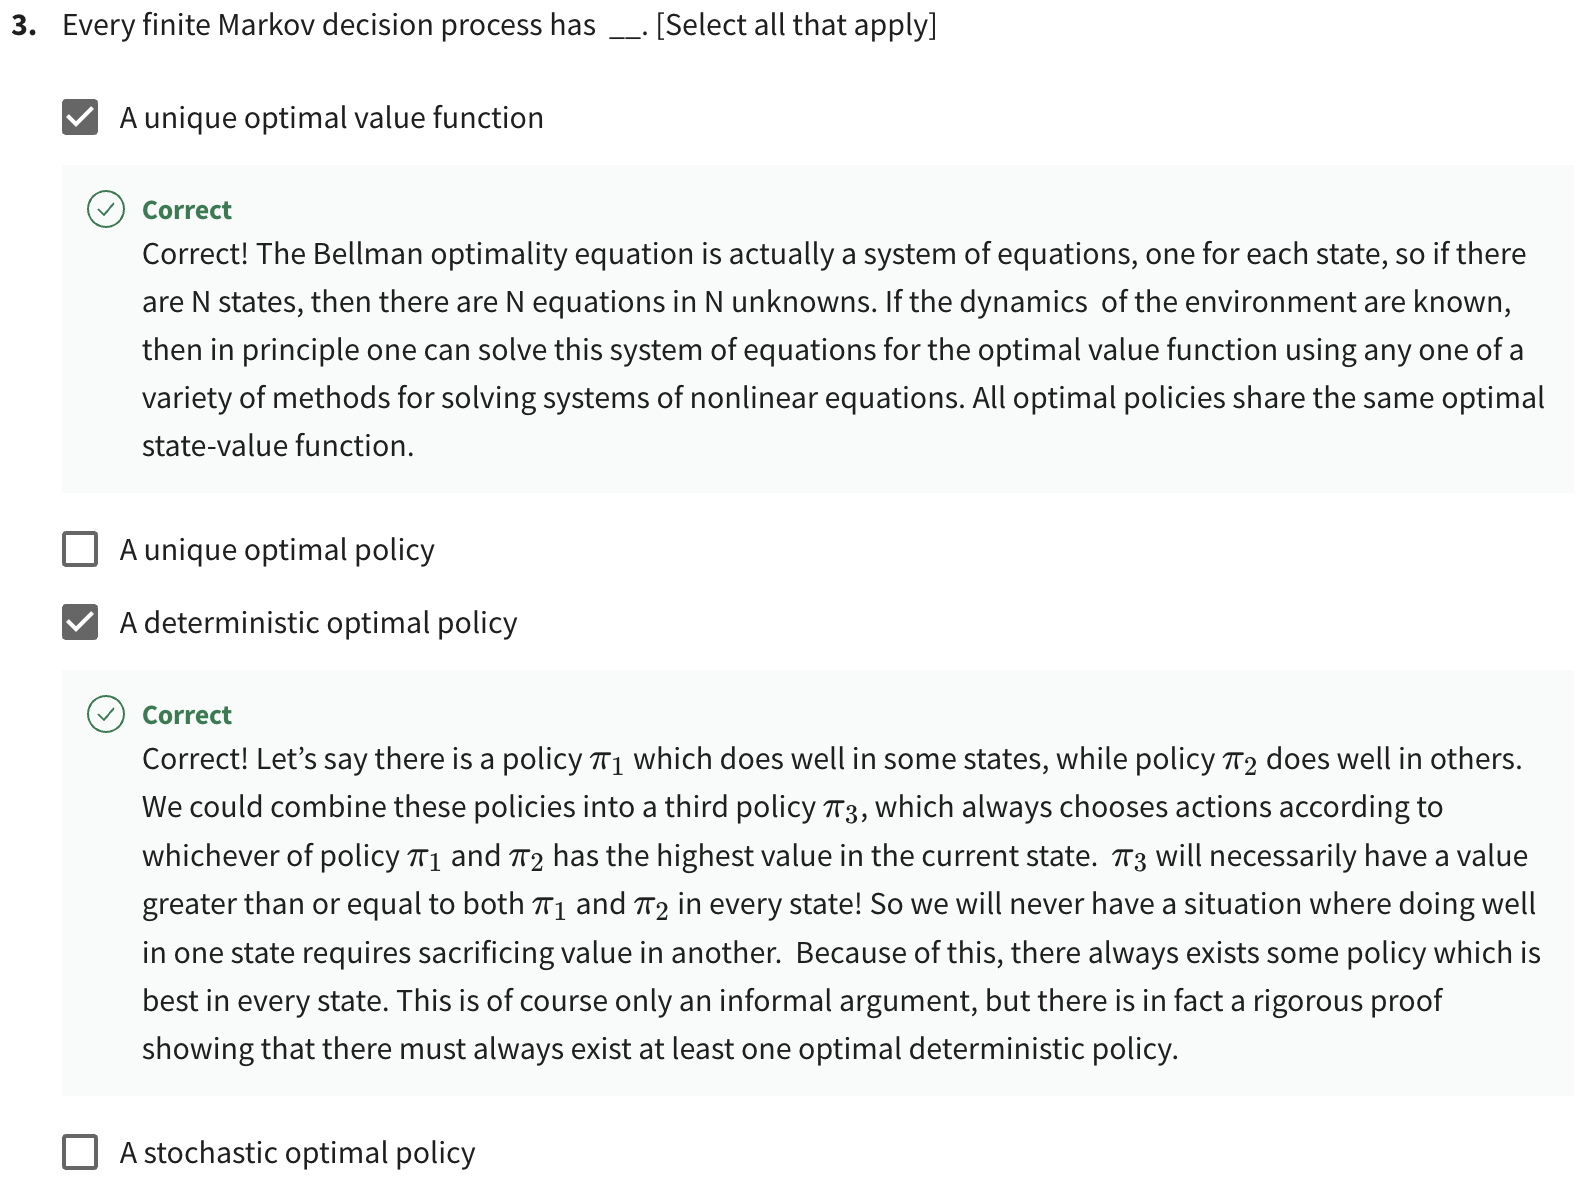 3. Every finite Markov decision process has __. [Select all that apply]
A unique optimal value function
Correct
Correct! The Bellman optimality equation is actually a system of equations, one for each state, so if there
are N states, then there are N equations in N unknowns. If the dynamics of the environment are known,
then in principle one can solve this system of equations for the optimal value function using any one of a
variety of methods for solving systems of nonlinear equations. All optimal policies share the same optimal
state-value function.
A unique optimal policy
A deterministic optimal policy
Correct
Correct! Let’s say there is a policy π₁ which does well in some states, while policy π₂ does well in others.
We could combine these policies into a third policy π₃, which always chooses actions according to
whichever of policy π₁ and π₂ has the highest value in the current state. π₃ will necessarily have a value
greater than or equal to both π₁ and π₂ in every state! So we will never have a situation where doing well
in one state requires sacrificing value in another. Because of this, there always exists some policy which is
best in every state. This is of course only an informal argument, but there is in fact a rigorous proof
showing that there must always exist at least one optimal deterministic policy.
A stochastic optimal policy